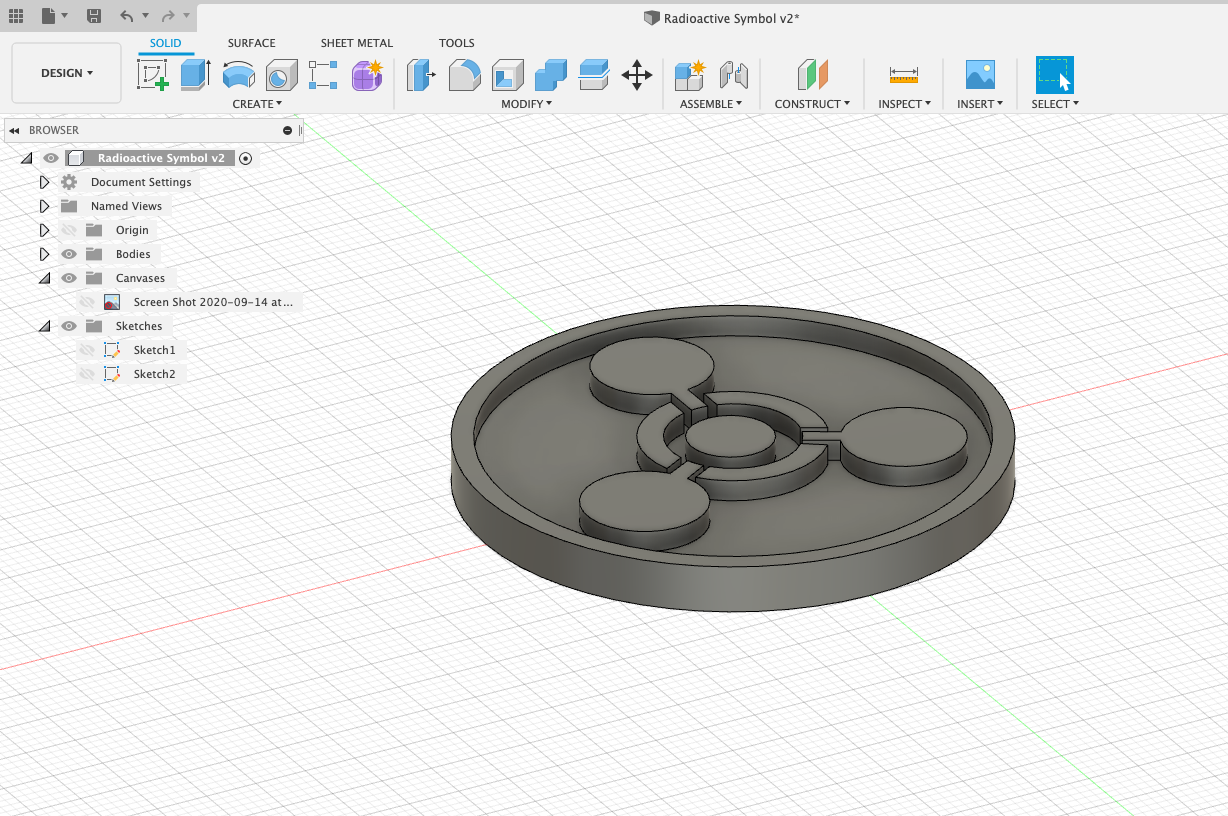 Radioactive Symbol v2*
SOLID SURFACE SHEET METAL TOOLS
DESIGN
CREATE MODIFY ASSEMBLE CONSTRUCT INSPECT INSERT SELECT
BROWSER
Radioactive Symbol v2
Document Settings
Named Views
Origin
Bodies
Canvases
Screen Shot 2020-09-14 at...
Sketches
Sketch1
Sketch2